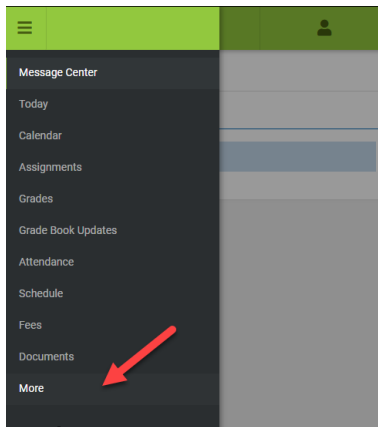 Message Center
Today
Calendar
Assignments
Grades
Grade Book Updates
Attendance
Schedule
Fees
Documents
More